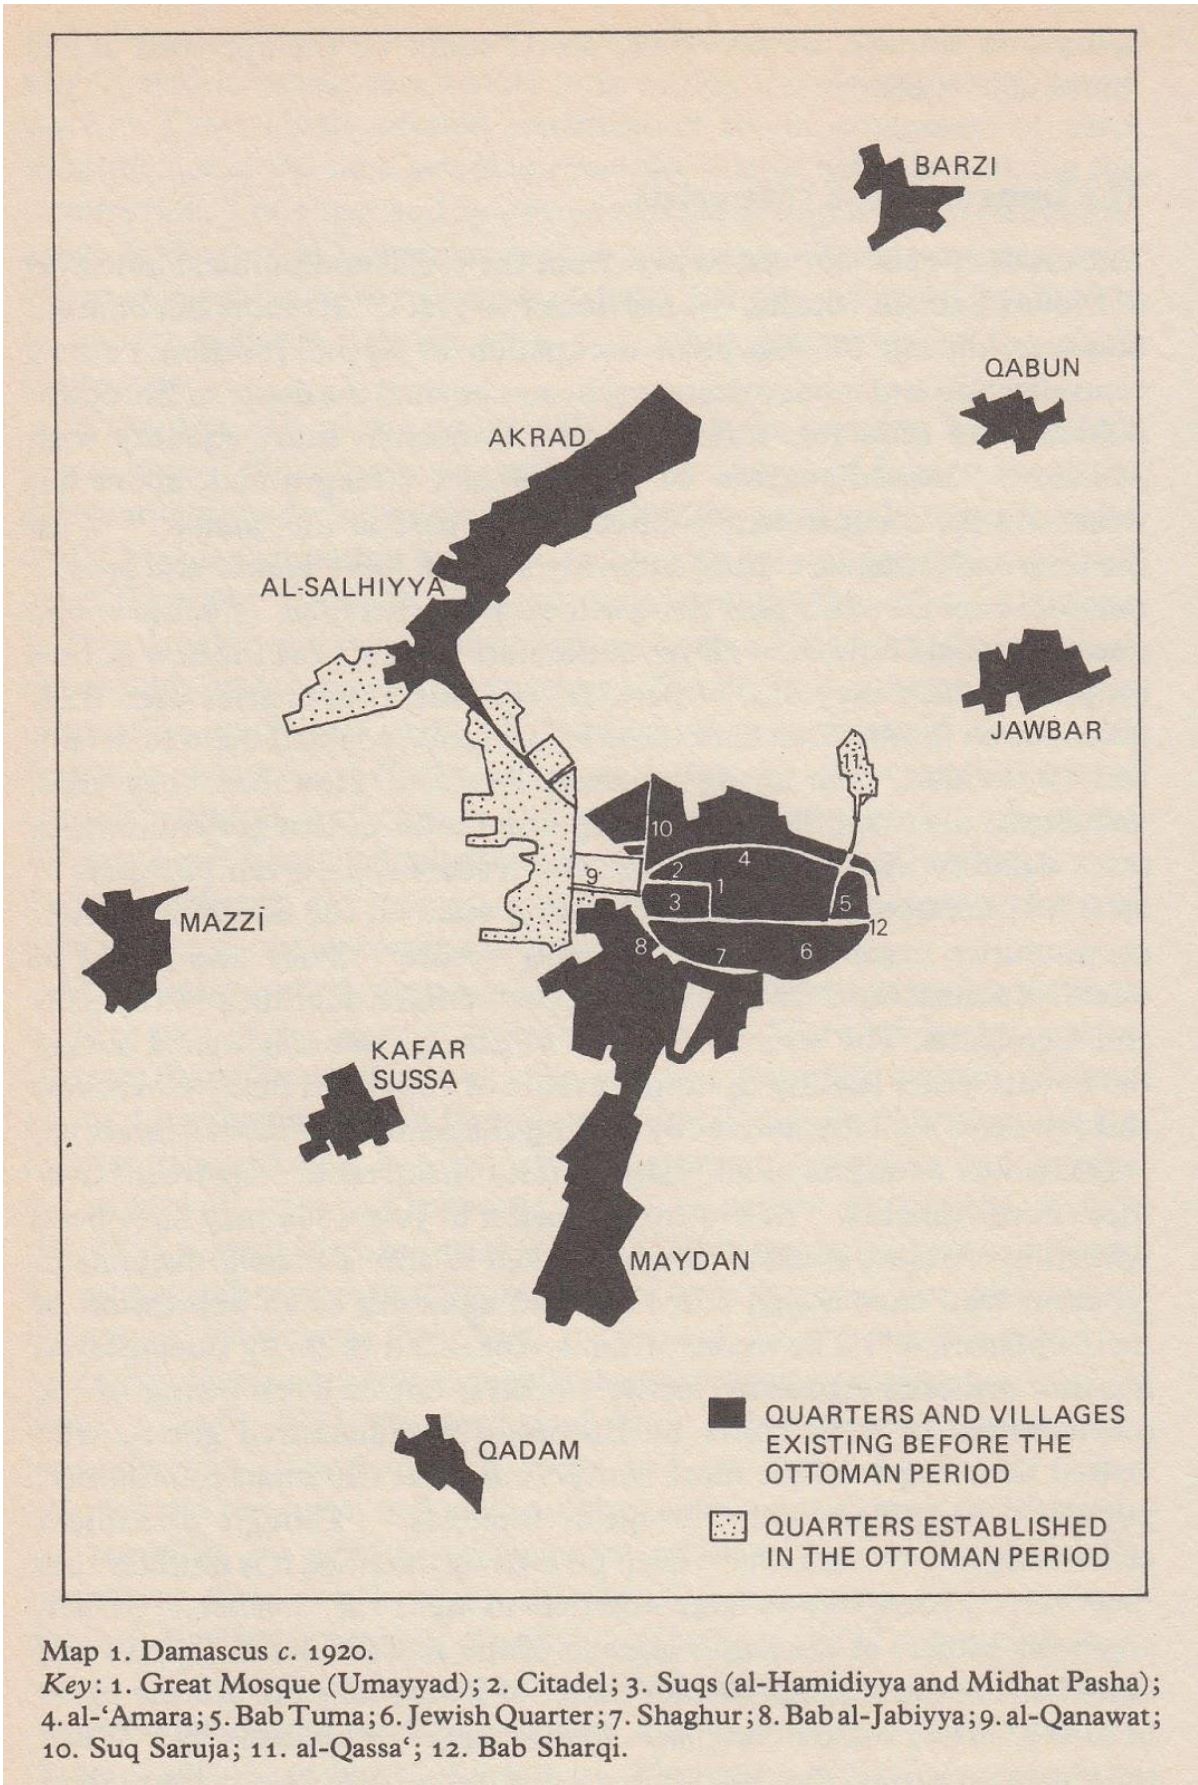 BARZI
QABUN
AKRAD
AL-SALHIYYA
JAWBAR
11
10
4
2
9
1
3
5
12
8
7
6
MAZZĪ
KAFAR
SUSSA
MAYDAN
QADAM
QUARTERS AND VILLAGES
EXISTING BEFORE THE
OTTOMAN PERIOD
QUARTERS ESTABLISHED
IN THE OTTOMAN PERIOD
Map 1. Damascus c. 1920.
Key: 1. Great Mosque (Umayyad); 2. Citadel; 3. Suqs (al-Hamidiyya and Midhat Pasha);
4. al-‘Amara; 5. Bab Tuma; 6. Jewish Quarter; 7. Shaghur; 8. Bab al-Jabiyya; 9. al-Qanawat;
10. Suq Saruja; 11. al-Qassa‘; 12. Bab Sharqi.